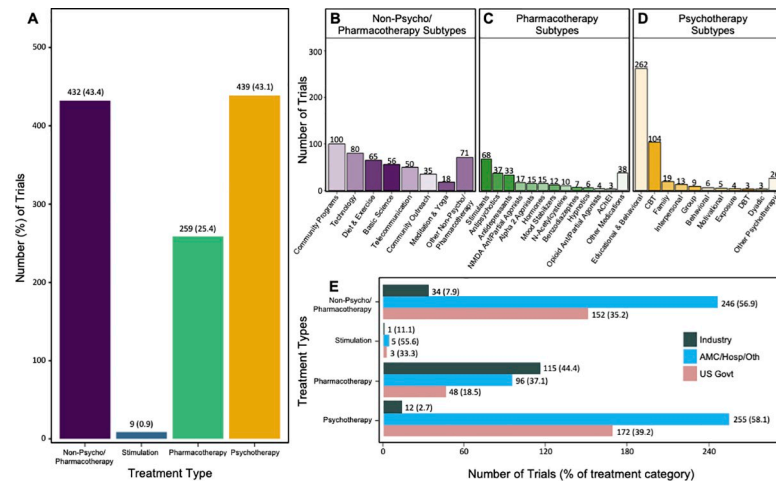 A
Number (%) of Trials
500
400
300
200
100
0
432 (43.4)
9 (0.9)
259 (25.4)
439 (43.1)
Non-Psycho/
Pharmacotherapy
Stimulation
Pharmacotherapy
Psychotherapy
Treatment Type
B
Non-Psycho/
Pharmacotherapy Subtypes
Number of Trials
300
200
100
0
100
80
65
56
50
35
18
71
Community Programs
Technology
Diet & Exercise
Basic Science
Telecommunication
Community Outreach
Meditation & Yoga
Other Non-Psycho/
Pharmacotherapy
C
Pharmacotherapy
Subtypes
68
37
33
17
15
15
12
10
7
6
4
3
38
Stimulants
Antipsychotics
Antidepressants
NMDA Ant/Partial Agonists
Alpha 2 Agonists
Hormones
Mood Stabilizers
N-Acetylcysteine
Benzodiazepines
Hypnotics
Opioid Ant/Partial Agonists
AChEI
Other Medications
D
Psychotherapy
Subtypes
262
104
19
13
9
6
5
4
3
3
26
Educational & Behavioral
CBT
Family
Interpersonal
Group
Behavioral
Motivational
Exposure
DBT
Dyadic
Other Psychotherapy
E
Treatment Types
Non-Psycho/
Pharmacotherapy
Stimulation
Pharmacotherapy
Psychotherapy
34 (7.9)
246 (56.9)
152 (35.2)
1 (11.1)
5 (55.6)
3 (33.3)
115 (44.4)
96 (37.1)
48 (18.5)
12 (2.7)
255 (58.1)
172 (39.2)
Industry
AMC/Hosp/Oth
US Govt
0
60
120
180
240
Number of Trials (% of treatment category)